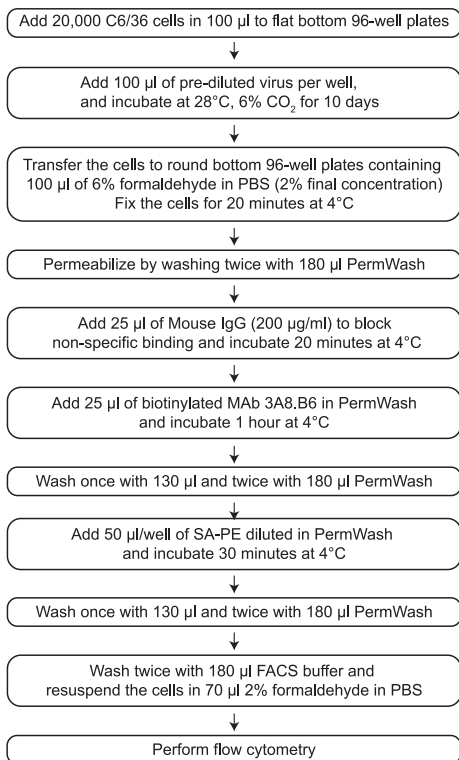 Add 20,000 C6/36 cells in 100 µl to flat bottom 96-well plates
Add 100 µl of pre-diluted virus per well,
and incubate at 28°C, 6% CO₂ for 10 days
Transfer the cells to round bottom 96-well plates containing
100 µl of 6% formaldehyde in PBS (2% final concentration)
Fix the cells for 20 minutes at 4°C
Permeabilize by washing twice with 180 µl PermWash
Add 25 µl of Mouse IgG (200 µg/ml) to block
non-specific binding and incubate 20 minutes at 4°C
Add 25 µl of biotinylated MAb 3A8.B6 in PermWash
and incubate 1 hour at 4°C
Wash once with 130 µl and twice with 180 µl PermWash
Add 50 µl/well of SA-PE diluted in PermWash
and incubate 30 minutes at 4°C
Wash once with 130 µl and twice with 180 µl PermWash
Wash twice with 180 µl FACS buffer and
resuspend the cells in 70 µl 2% formaldehyde in PBS
Perform flow cytometry